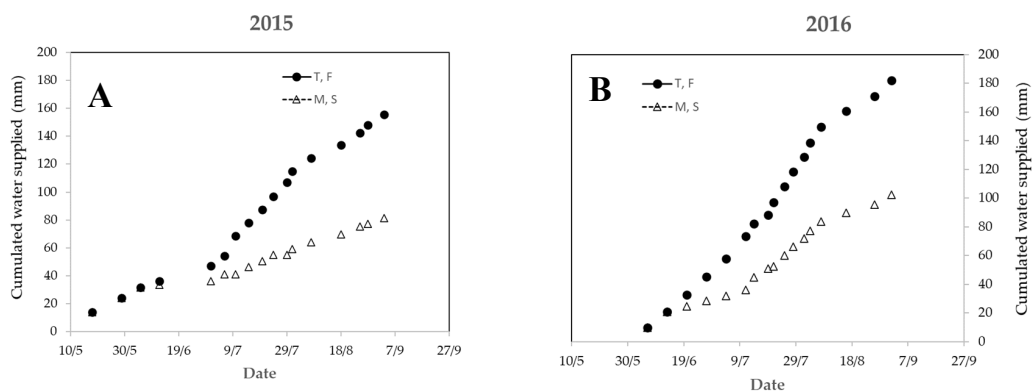 2015
2016
200
180
160
140
120
100
80
60
40
20
0
Cumulated water supplied (mm)
A
T, F
M, S
10/5 30/5 19/6 9/7 29/7 18/8 7/9 27/9
Date
B
T, F
M, S
200
180
160
140
120
100
80
60
40
20
0
Cumulated water supplied (mm)
10/5 30/5 19/6 9/7 29/7 18/8 7/9 27/9
Date